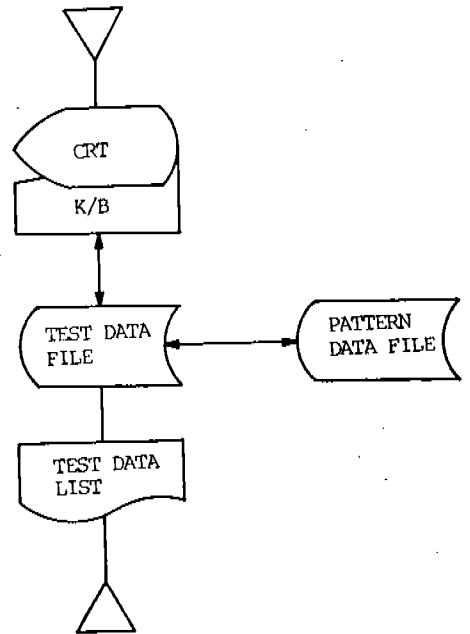 CRT
K/B
TEST DATA
FILE
PATTERN
DATA FILE
TEST DATA
LIST